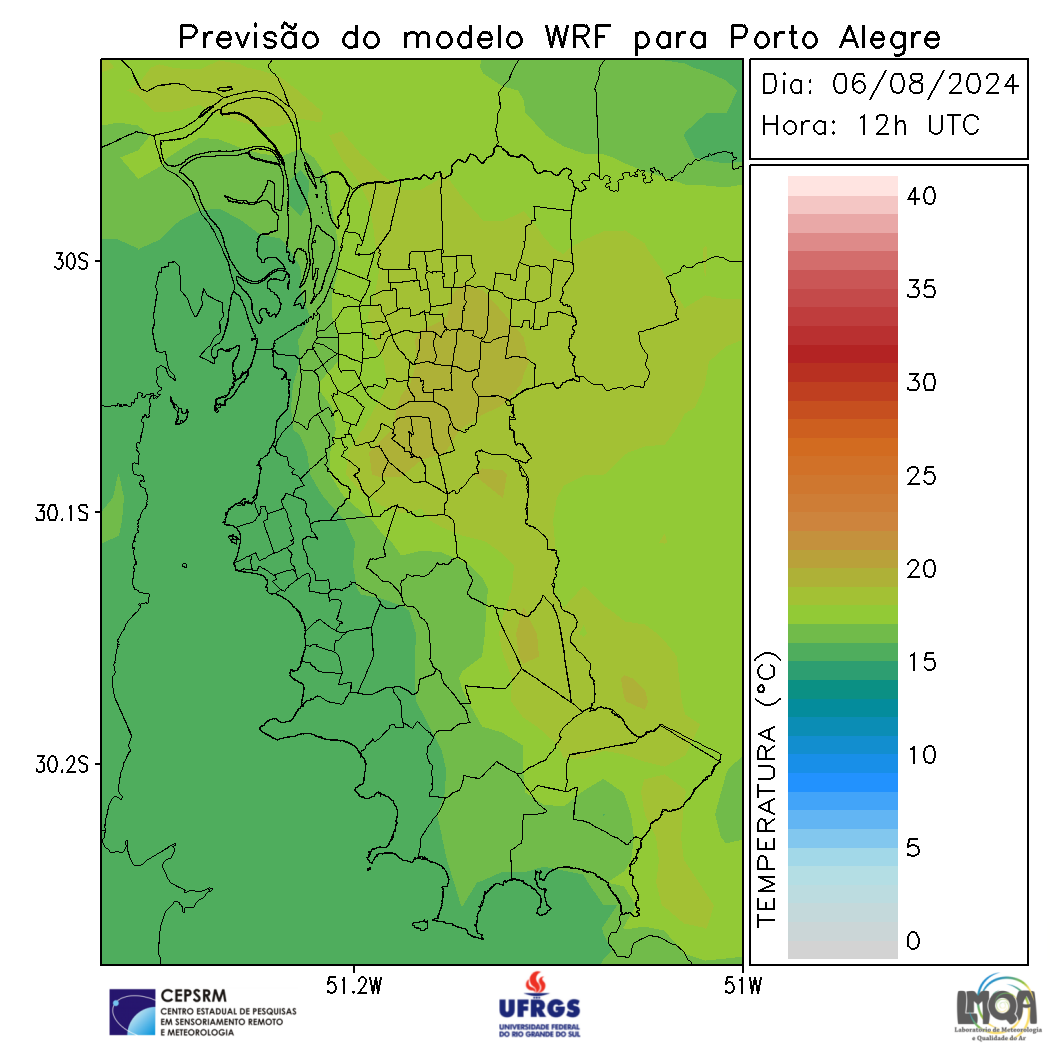 Previsão do modelo WRF para Porto Alegre
Dia: 06/08/2024
Hora: 12h UTC
30S
30.1S
30.2S
51.2W
51W
TEMPERATURA (°C)
40
35
30
25
20
15
10
5
0
CEPSRM
CENTRO ESTADUAL DE PESQUISAS
EM SENSORIAMENTO REMOTO
E METEOROLOGIA
UFRGS
UNIVERSIDADE FEDERAL
DO RIO GRANDE DO SUL
LMQA
Laboratório de Meteorologia
e Qualidade do Ar